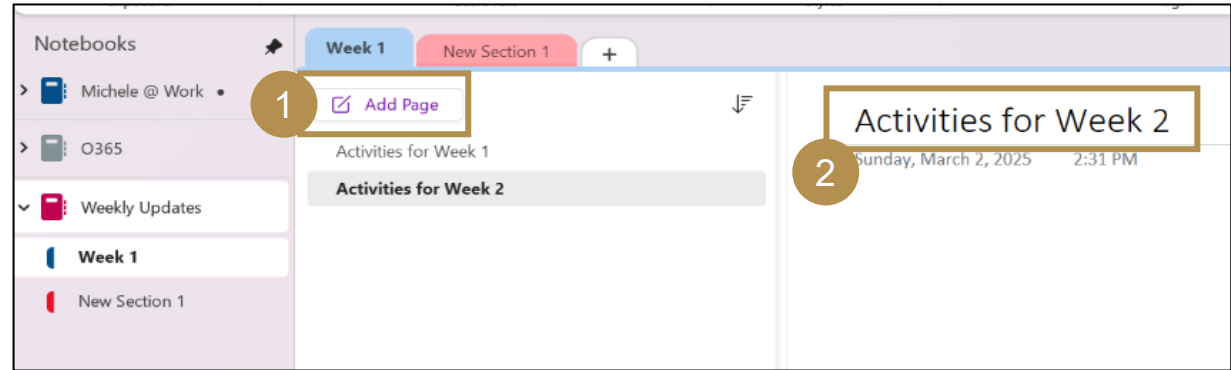 Notebooks
Michele @ Work
O365
Weekly Updates
Week 1
New Section 1
Week 1
New Section 1
+
1
Add Page
Activities for Week 1
Activities for Week 2
Activities for Week 2
2
Sunday, March 2, 2025 2:31 PM